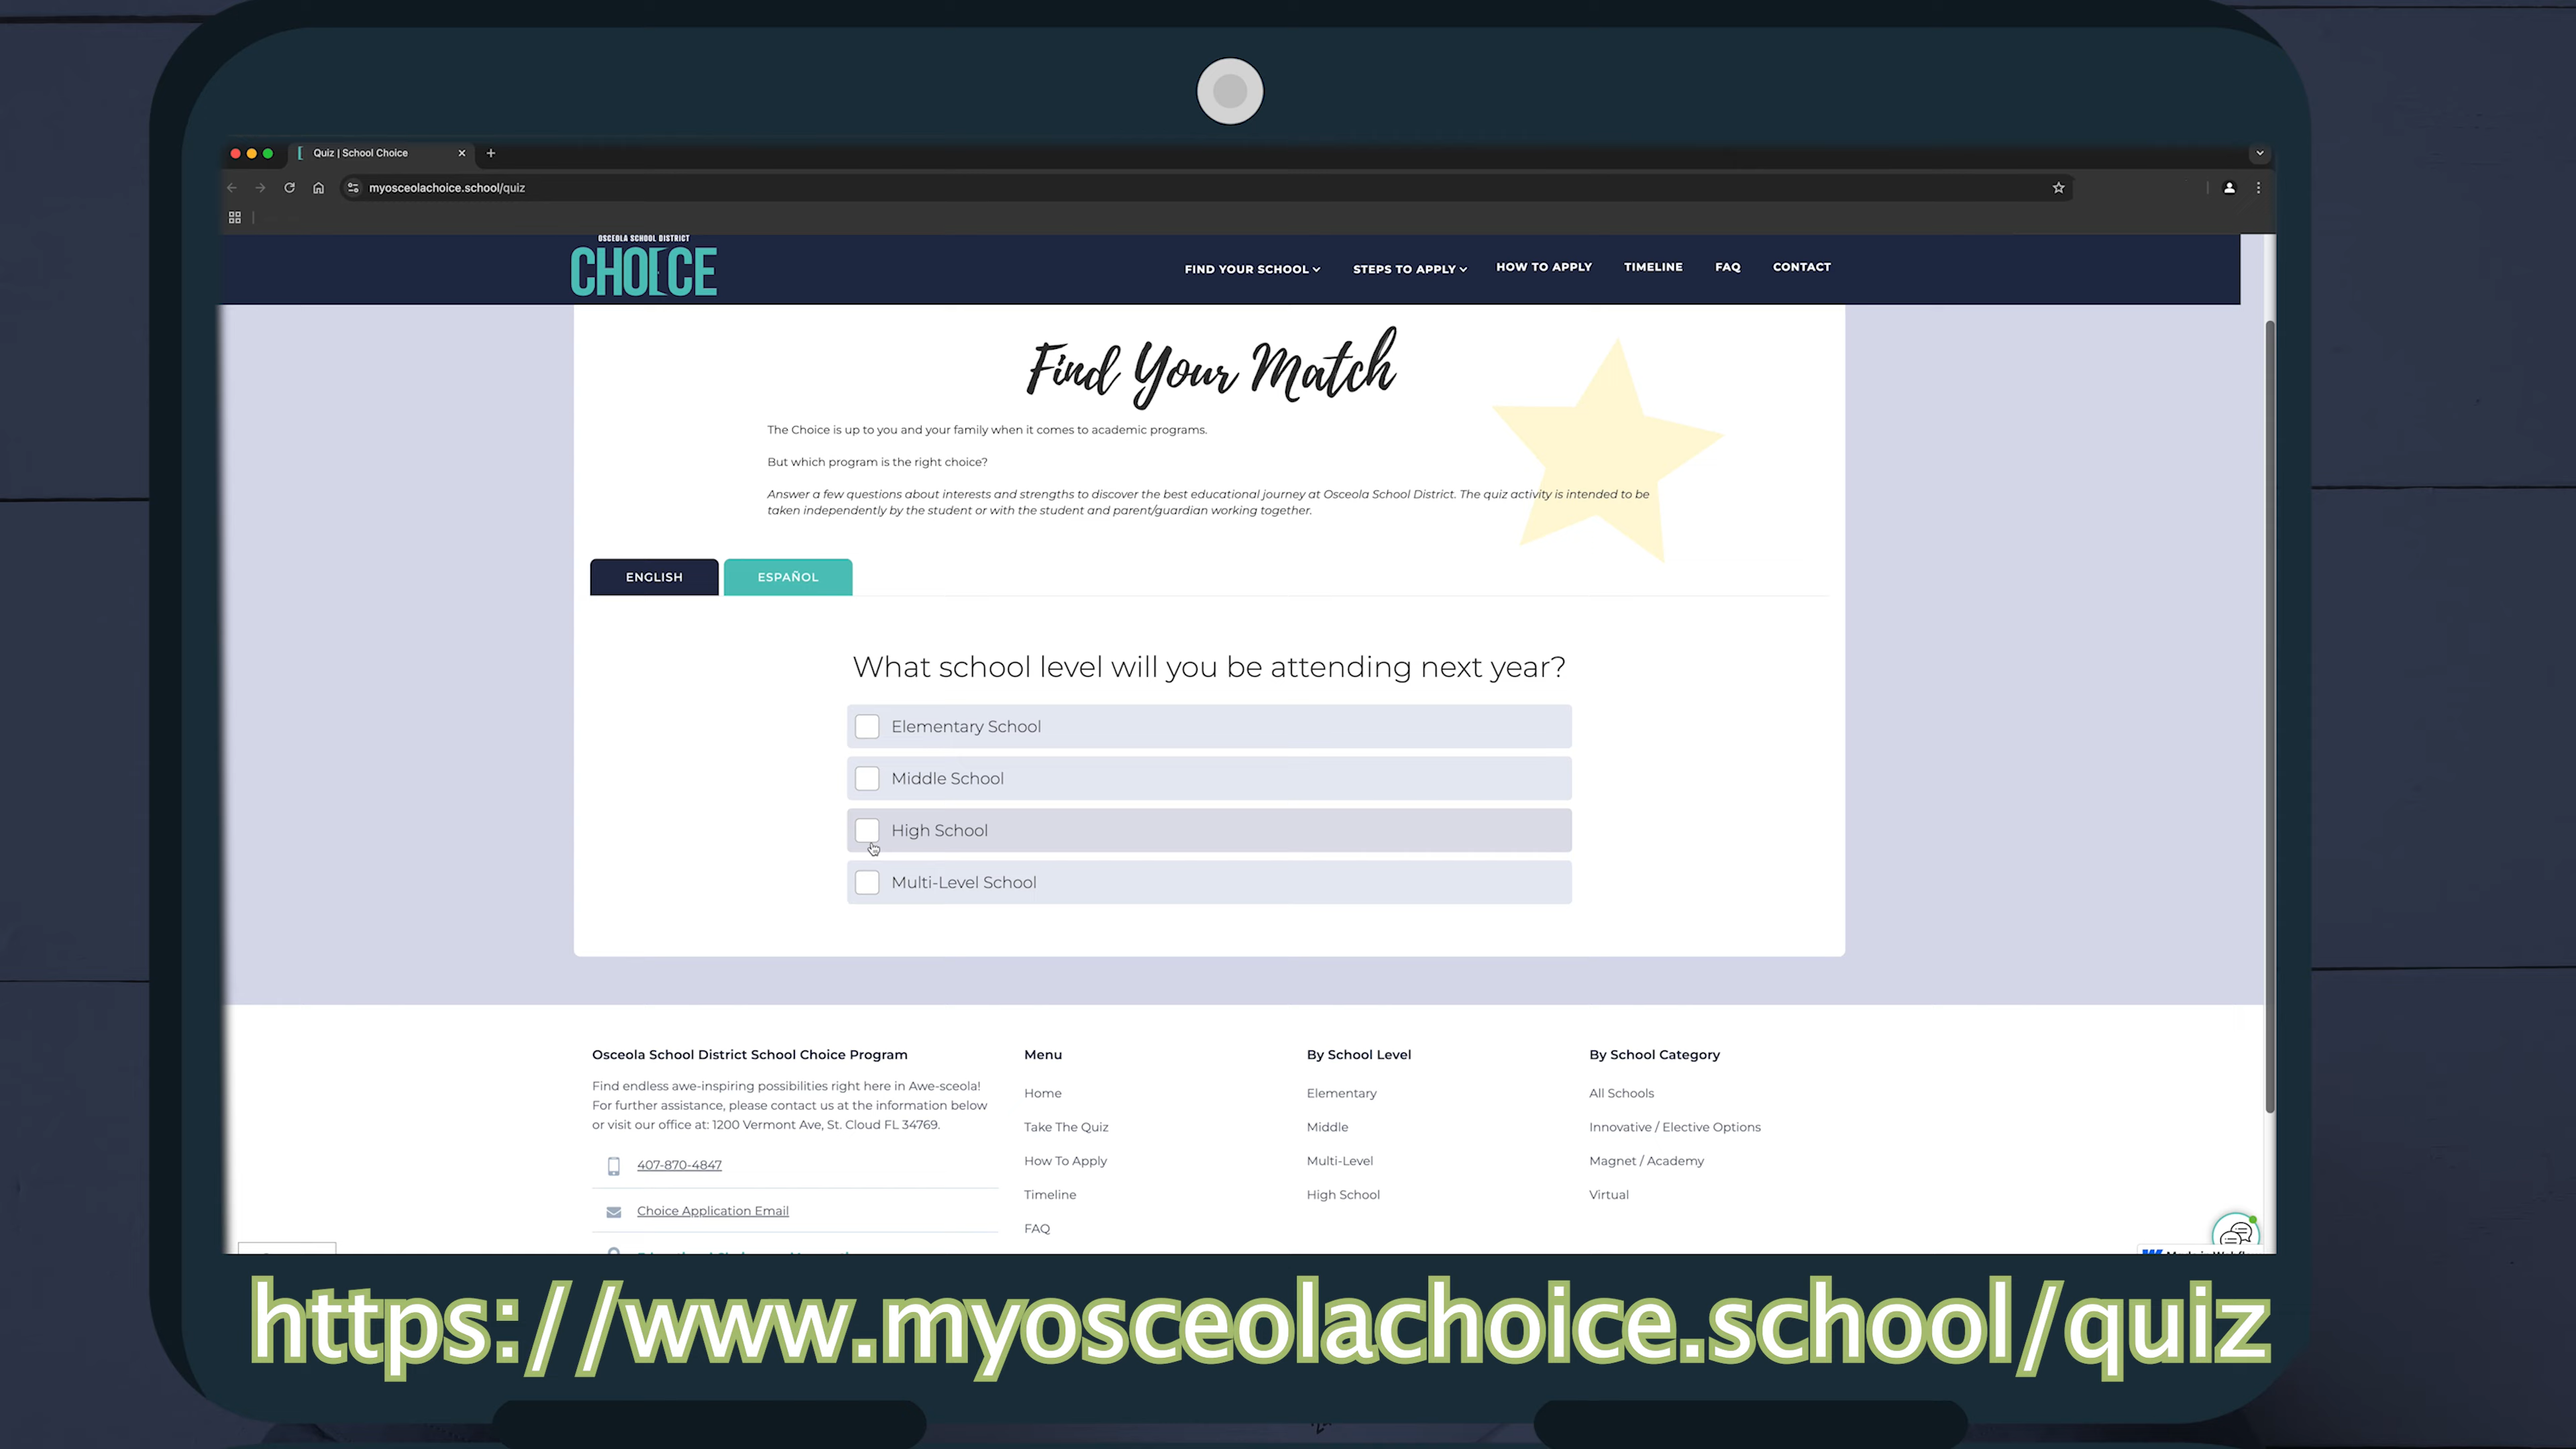 Quiz | School Choice
myosceolachoice.school/quiz
OSCEOLA SCHOOL DISTRICT
CHOICE
FIND YOUR SCHOOL
STEPS TO APPLY
HOW TO APPLY
TIMELINE
FAQ
CONTACT
Find Your Match
The Choice is up to you and your family when it comes to academic programs.
But which program is the right choice?
Answer a few questions about interests and strengths to discover the best educational journey at Osceola School District. The quiz activity is intended to be
taken independently by the student or with the student and parent/guardian working together.
ENGLISH
ESPAÑOL
What school level will you be attending next year?
Elementary School
Middle School
High School
Multi-Level School
Osceola School District School Choice Program
Find endless awe-inspiring possibilities right here in Awe-sceola!
For further assistance, please contact us at the information below
or visit our office at: 1200 Vermont Ave, St. Cloud FL 34769.
407-870-4847
Choice Application Email
Menu
Home
Take The Quiz
How To Apply
Timeline
FAQ
By School Level
Elementary
Middle
Multi-Level
High School
By School Category
All Schools
Innovative / Elective Options
Magnet / Academy
Virtual
https://www.myosceolachoice.school/quiz